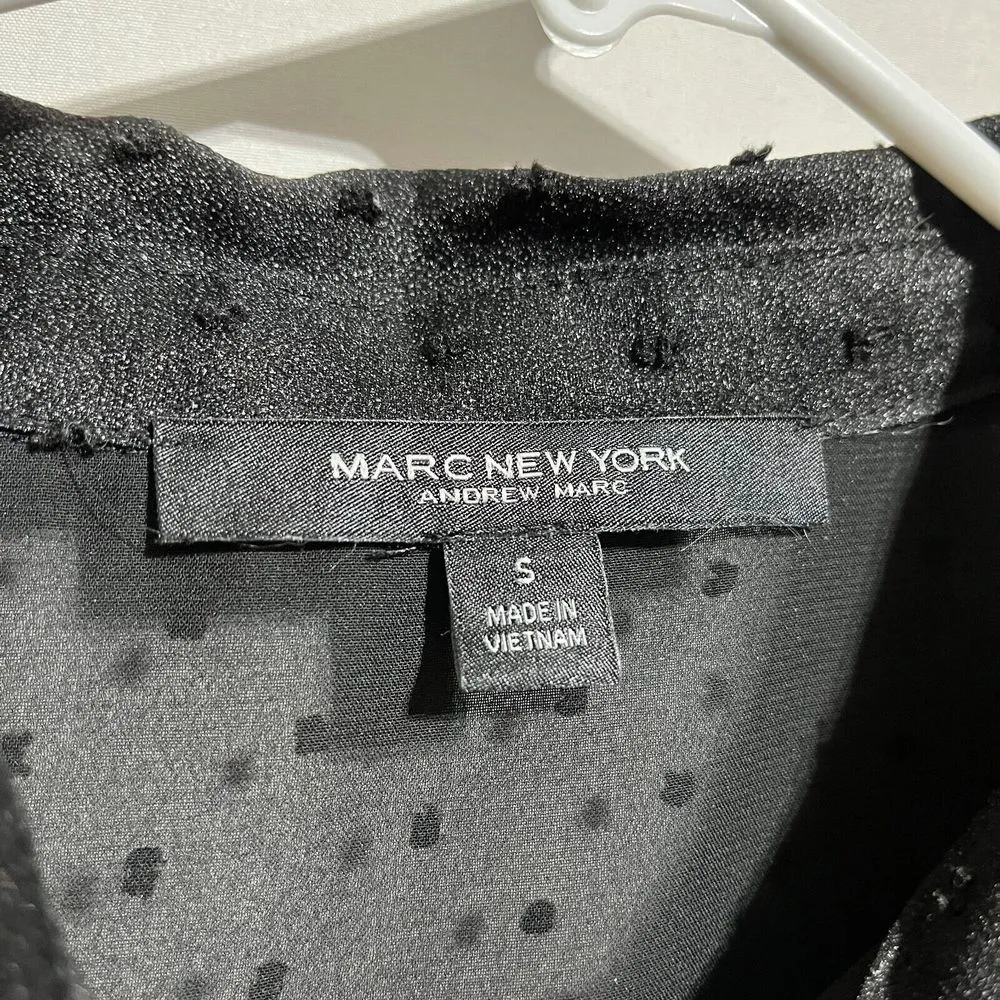 MARC NEW YORK
ANDREW MARC
S
MADE IN
VIETNAM